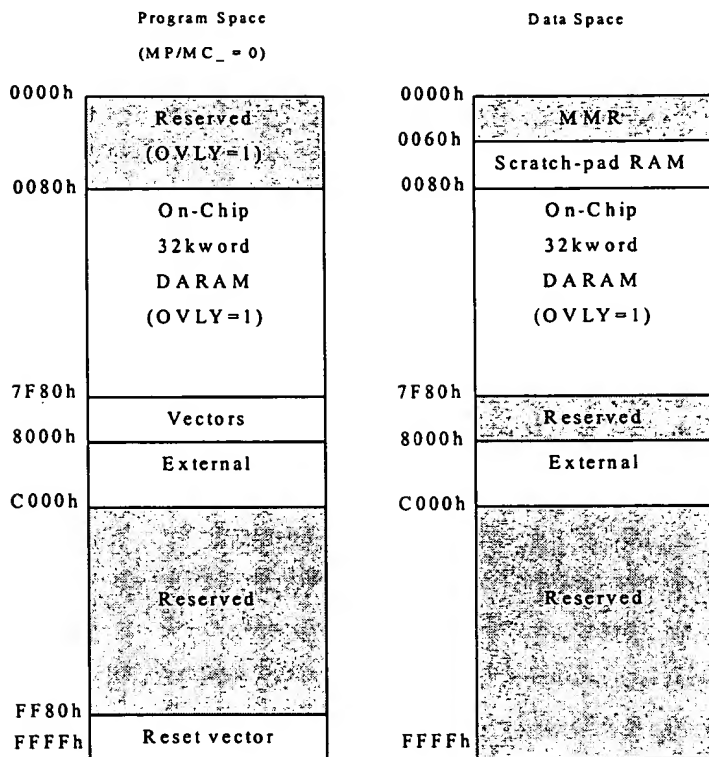 Program Space
(MP/MC_ = 0)
0000h
Reserved
(OVLY=1)
0080h
On-Chip
32kword
DARAM
(OVLY=1)
7F80h
Vectors
8000h
External
C000h
Reserved
FF80h
Reset vector
FFFFh
Data Space
0000h
MMR
0060h
Scratch-pad RAM
0080h
On-Chip
32kword
DARAM
(OVLY=1)
7F80h
Reserved
8000h
External
C000h
Reserved
FFFFh